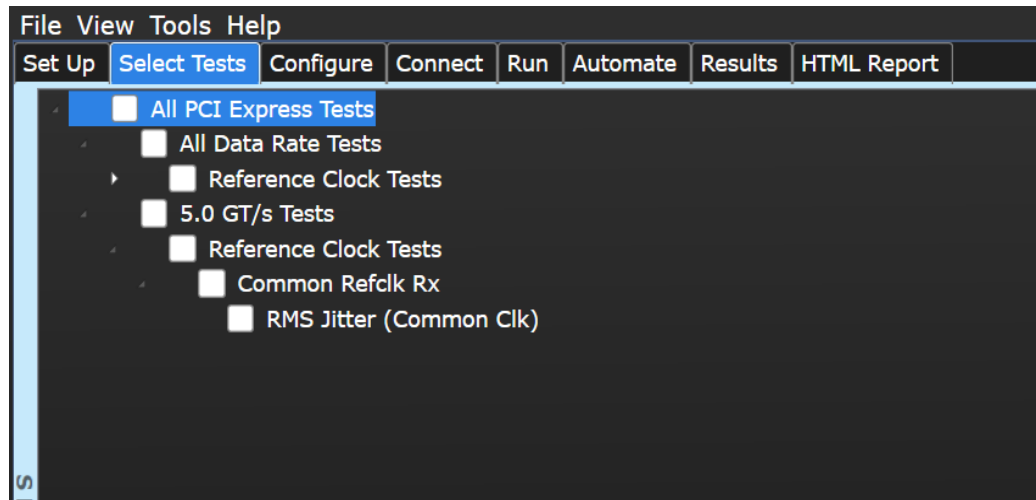 File View Tools Help
Set Up Select Tests Configure Connect Run Automate Results HTML Report
All PCI Express Tests
All Data Rate Tests
Reference Clock Tests
5.0 GT/s Tests
Reference Clock Tests
Common Refclk Rx
RMS Jitter (Common Clk)